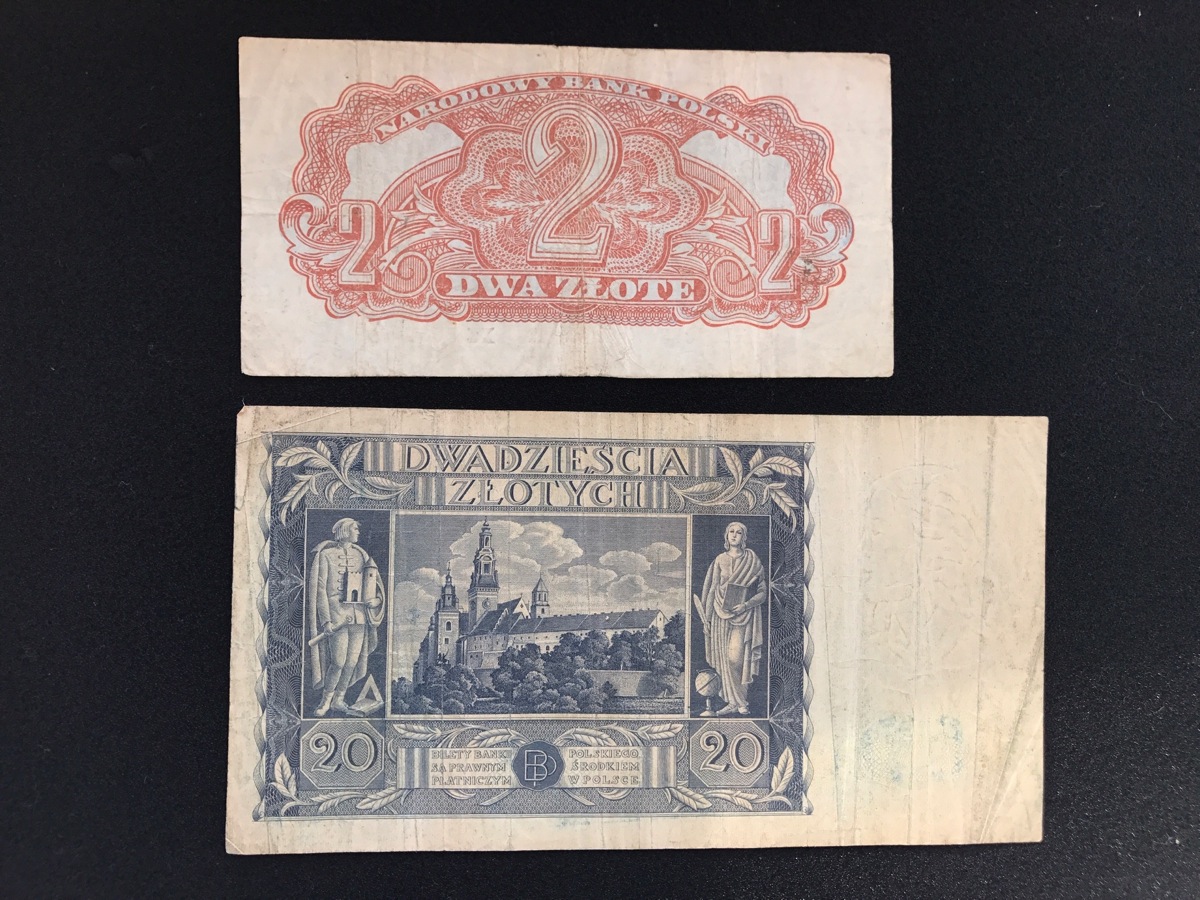 NARODOWY BANK POLSKI
2
2
2
DWA ZŁOTE
DWADZIEŚCIA
ZŁOTYCH
20
BILETY BANKU POLSKIEGO
SĄ PRAWNYM ŚRODKIEM
PŁATNICZYM W POLSCE
BP
20